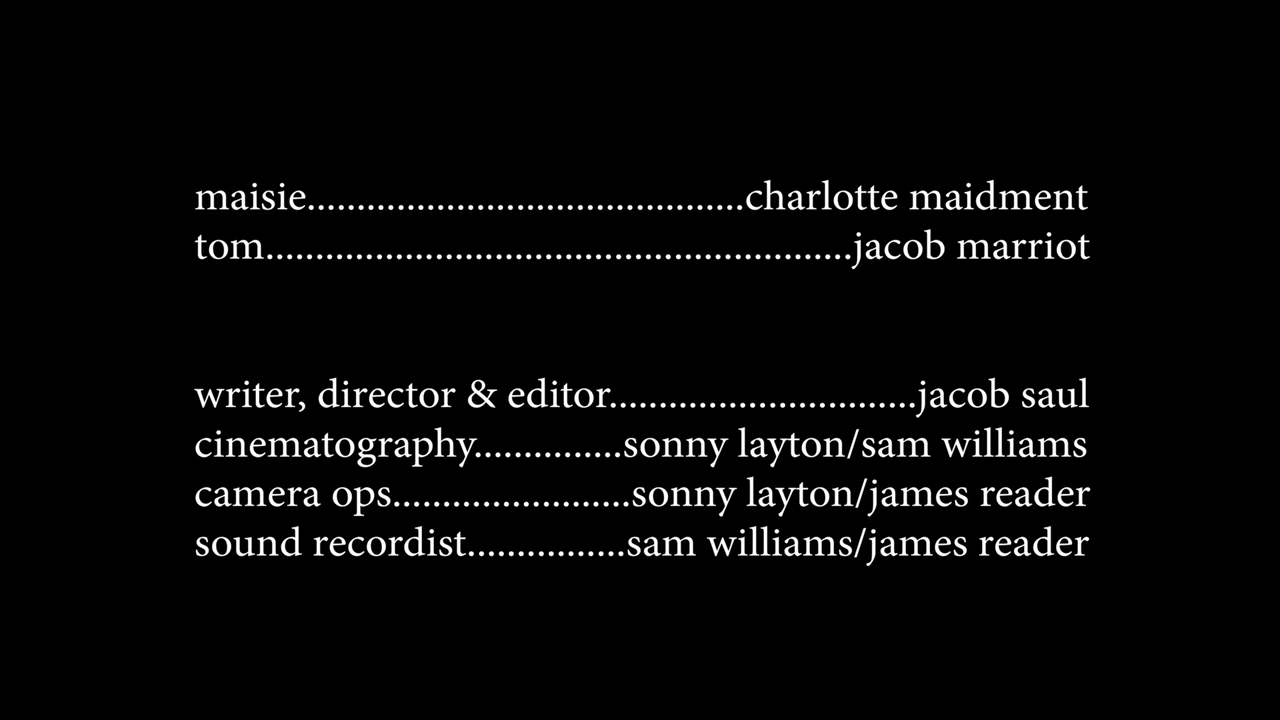 maisie............................................charlotte maidment
tom...........................................................jacob marriot
writer, director & editor...............................jacob saul
cinematography...............sonny layton/sam williams
camera ops........................sonny layton/james reader
sound recordist................sam williams/james reader